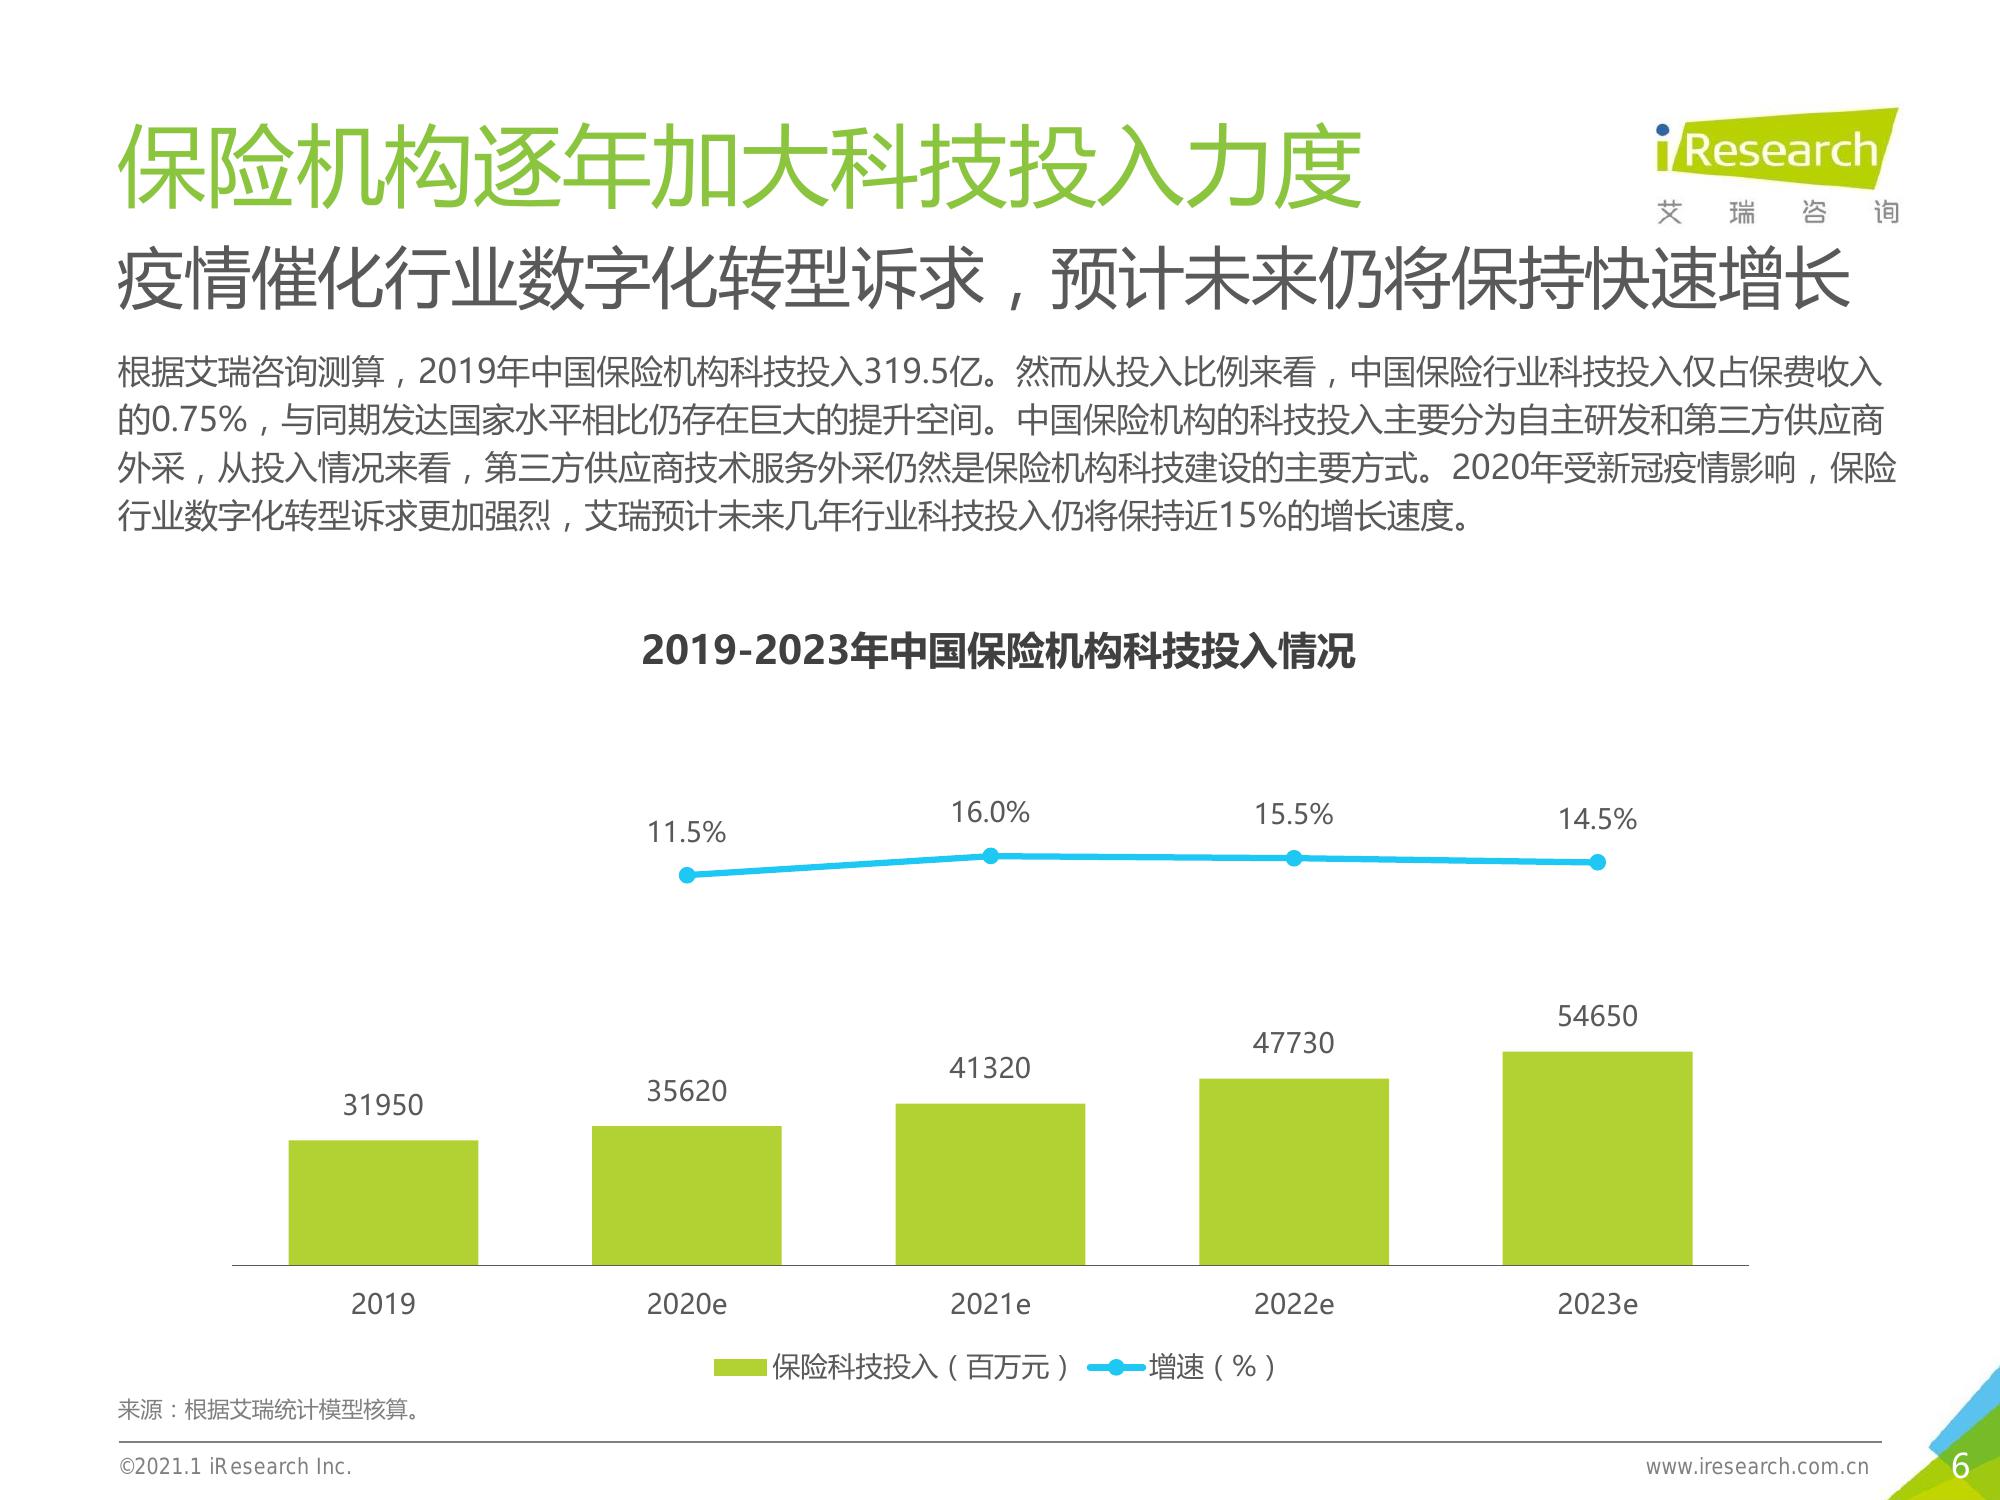 保险机构逐年加大科技投入力度
iResearch
艾瑞咨询
疫情催化行业数字化转型诉求，预计未来仍将保持快速增长
根据艾瑞咨询测算，2019年中国保险机构科技投入319.5亿。然而从投入比例来看，中国保险行业科技投入仅占保费收入
的0.75%，与同期发达国家水平相比仍存在巨大的提升空间。中国保险机构的科技投入主要分为自主研发和第三方供应商
外采，从投入情况来看，第三方供应商技术服务外采仍然是保险机构科技建设的主要方式。2020年受新冠疫情影响，保险
行业数字化转型诉求更加强烈，艾瑞预计未来几年行业科技投入仍将保持近15%的增长速度。
2019-2023年中国保险机构科技投入情况
11.5% 16.0% 15.5% 14.5%
31950 35620 41320 47730 54650
2019 2020e 2021e 2022e 2023e
保险科技投入（百万元） 增速（%）
来源：根据艾瑞统计模型核算。
©2021.1 iResearch Inc. www.iresearch.com.cn 6